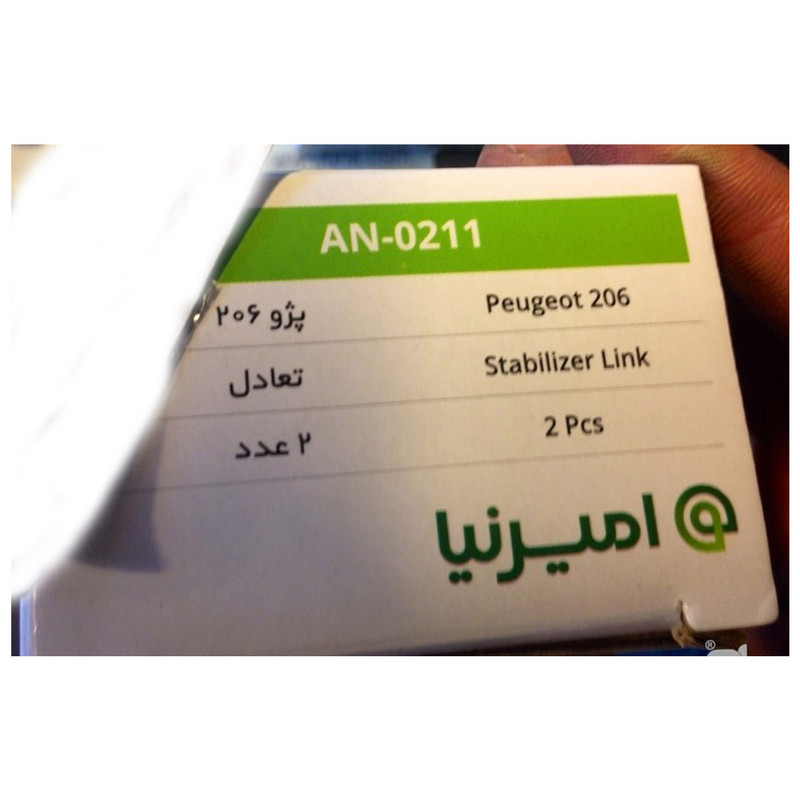 AN-0211
پژو ۲۰۶ Peugeot 206
تعادل Stabilizer Link
۲ عدد 2 Pcs
امیرنیا
®